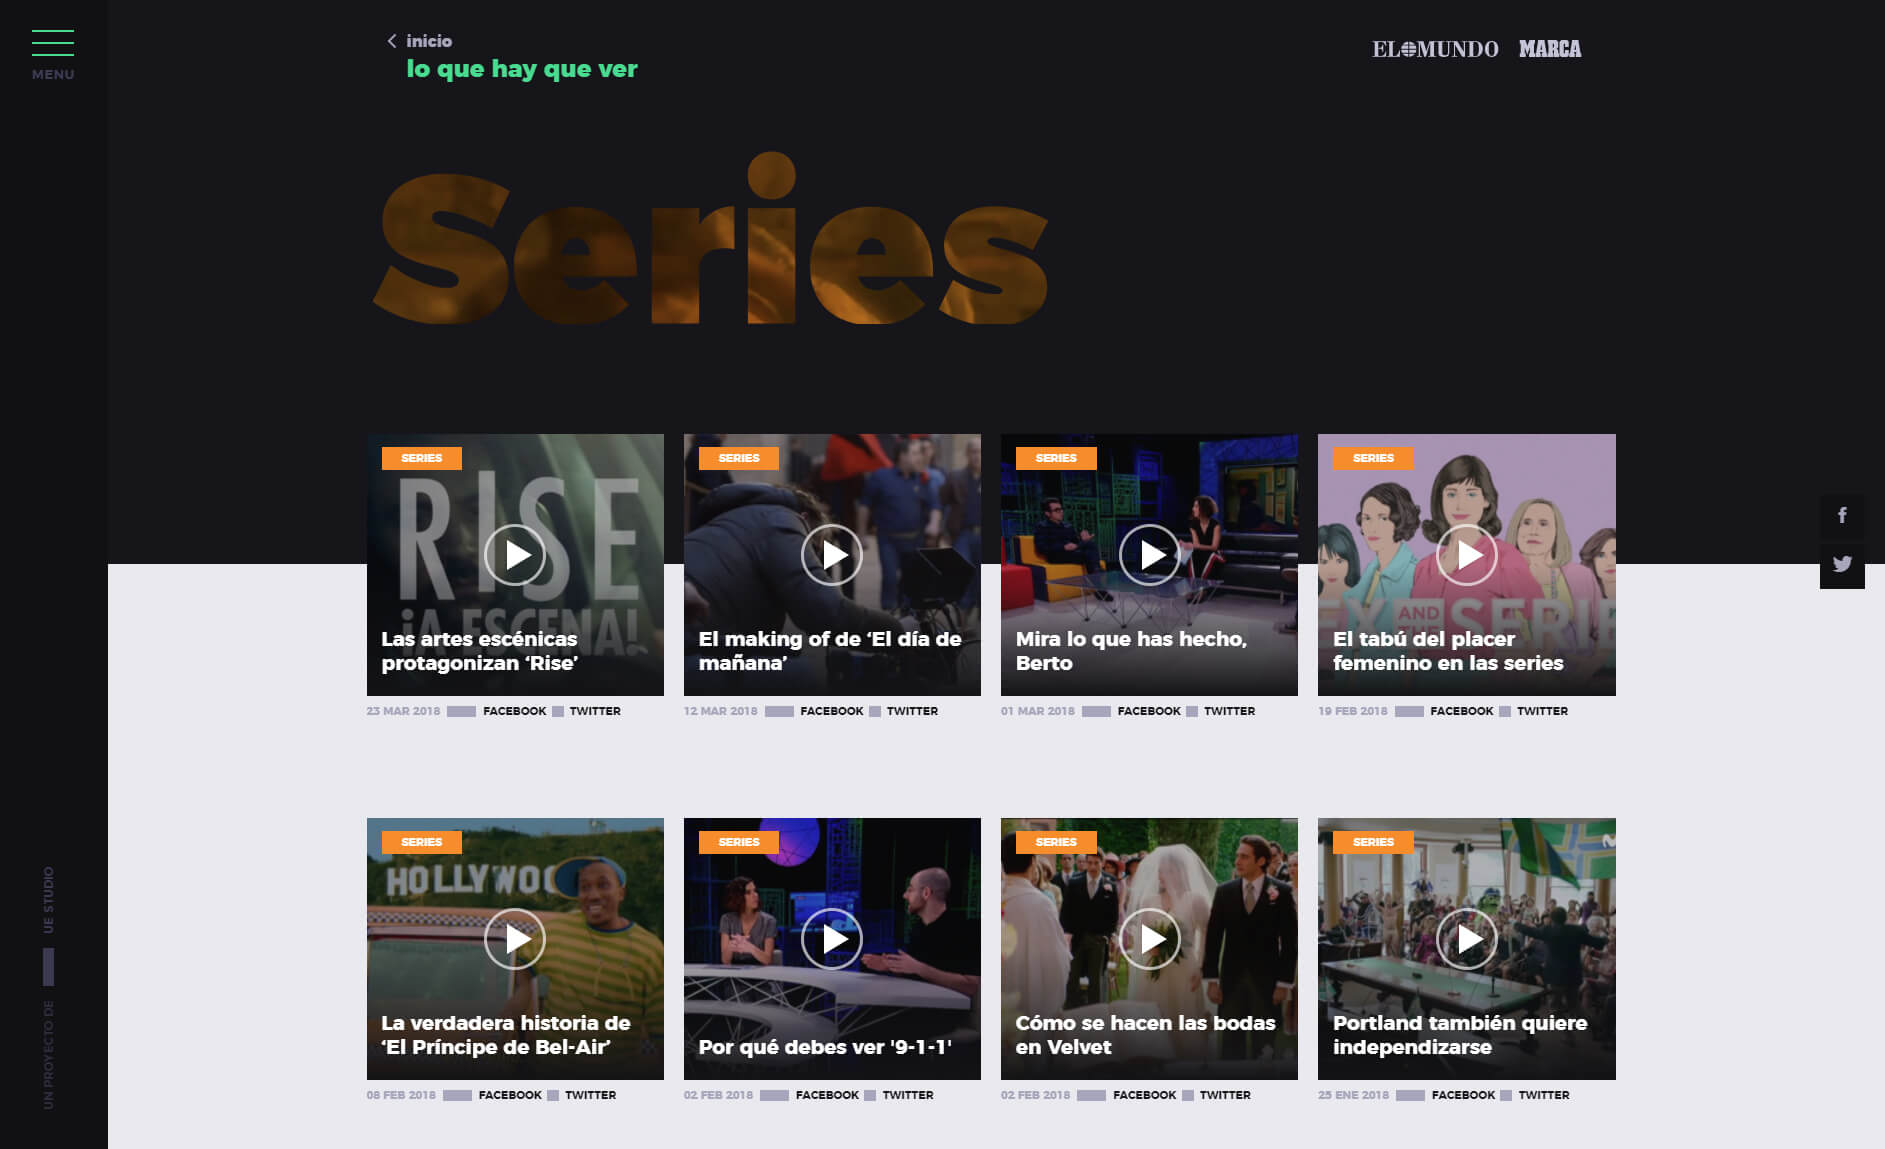 MENU
inicio
lo que hay que ver
EL MUNDO MARCA
Series
SERIES
RISE
¡A ESCENA!
Las artes escénicas
protagonizan ‘Rise’
23 MAR 2018 FACEBOOK TWITTER
SERIES
El making of de ‘El día de
mañana’
12 MAR 2018 FACEBOOK TWITTER
SERIES
Mira lo que has hecho,
Berto
01 MAR 2018 FACEBOOK TWITTER
SERIES
AND
THE
SERIE
El tabú del placer
femenino en las series
19 FEB 2018 FACEBOOK TWITTER
SERIES
HOLLYWOO
La verdadera historia de
‘El Príncipe de Bel-Air’
08 FEB 2018 FACEBOOK TWITTER
SERIES
Por qué debes ver '9-1-1'
02 FEB 2018 FACEBOOK TWITTER
SERIES
Cómo se hacen las bodas
en Velvet
02 FEB 2018 FACEBOOK TWITTER
SERIES
Portland también quiere
independizarse
25 ENE 2018 FACEBOOK TWITTER
UN PROYECTO DE UE STUDIO